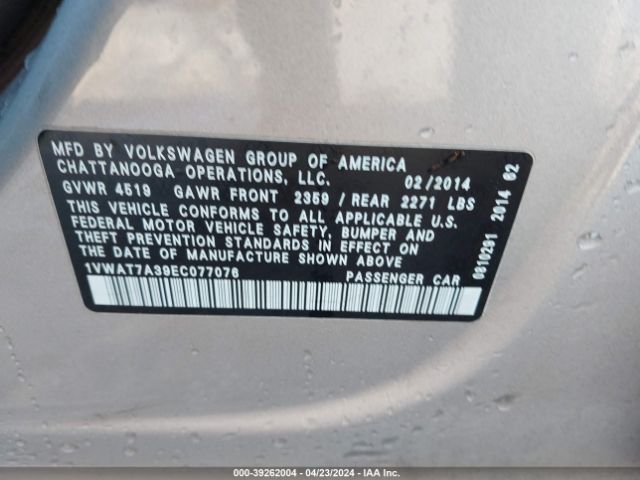 MFD BY VOLKSWAGEN GROUP OF AMERICA
CHATTANOOGA OPERATIONS, LLC. 02/2014
GVWR 4519 GAWR FRONT 2359 / REAR 2271 LBS
THIS VEHICLE CONFORMS TO ALL APPLICABLE U.S.
FEDERAL MOTOR VEHICLE SAFETY, BUMPER AND
THEFT PREVENTION STANDARDS IN EFFECT ON
THE DATE OF MANUFACTURE SHOWN ABOVE
1VWAT7A39EC077076 PASSENGER CAR
0810291 2014 02
000-39262004 - 04/23/2024 - IAA Inc.